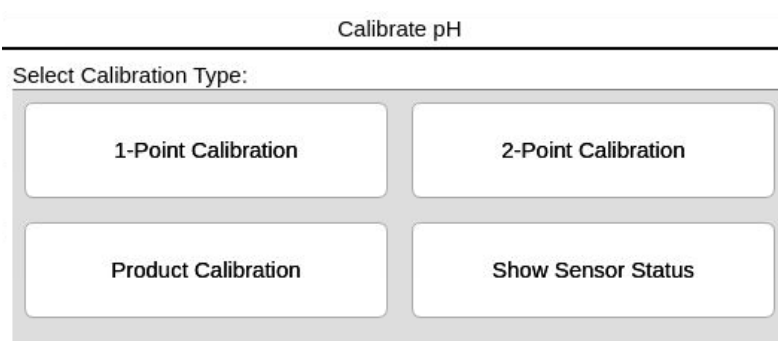 Calibrate pH
Select Calibration Type:
1-Point Calibration
2-Point Calibration
Product Calibration
Show Sensor Status